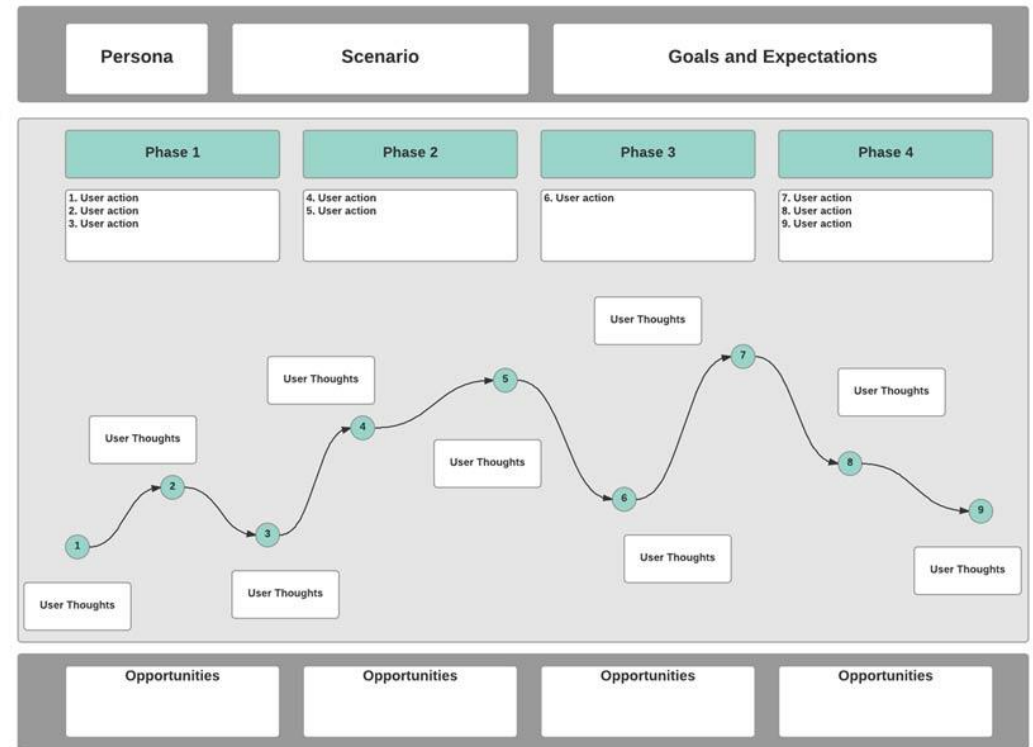 Persona
Scenario
Goals and Expectations
Phase 1
Phase 2
Phase 3
Phase 4
1. User action
2. User action
3. User action
4. User action
5. User action
6. User action
7. User action
8. User action
9. User action
User Thoughts
7
User Thoughts
User Thoughts
5
4
User Thoughts
User Thoughts
8
2
6
9
3
1
User Thoughts
User Thoughts
User Thoughts
User Thoughts
Opportunities
Opportunities
Opportunities
Opportunities